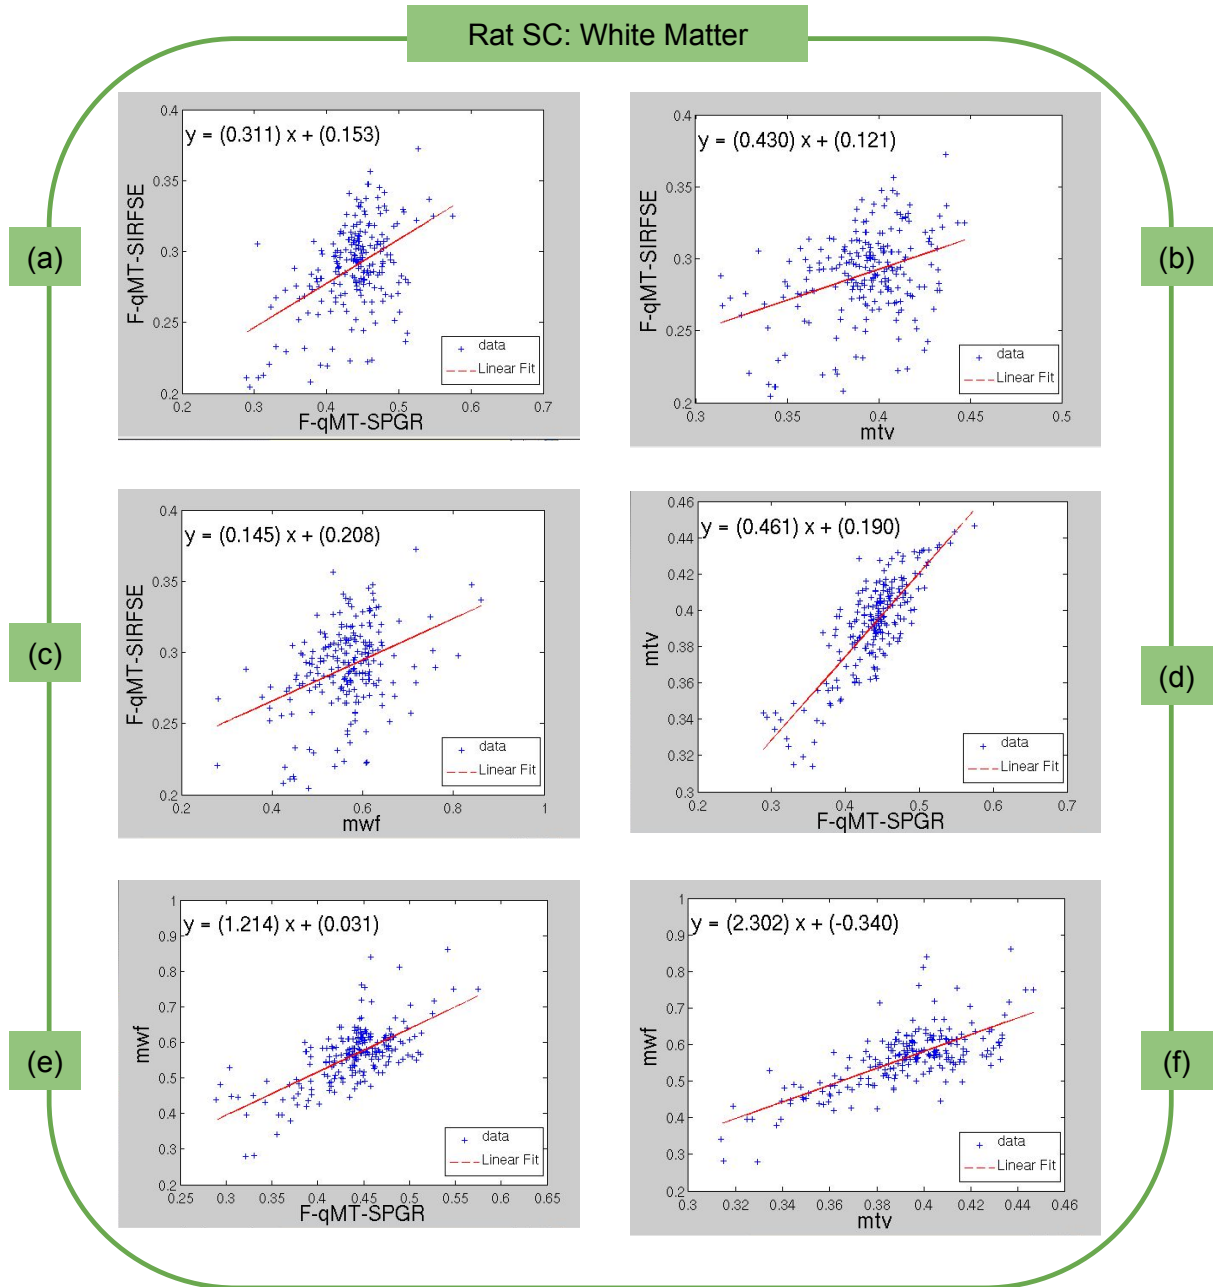 Rat SC: White Matter
(a)
y = (0.311) x + (0.153)
F-qMT-SIRFSE
0.4
0.35
0.3
0.25
0.2
0.2 0.3 0.4 0.5 0.6 0.7
F-qMT-SPGR
data
Linear Fit
(b)
y = (0.430) x + (0.121)
F-qMT-SIRFSE
0.4
0.35
0.3
0.25
0.2
0.3 0.35 0.4 0.45 0.5
mtv
data
Linear Fit
(c)
y = (0.145) x + (0.208)
F-qMT-SIRFSE
0.4
0.35
0.3
0.25
0.2
0.2 0.4 0.6 0.8 1
mwf
data
Linear Fit
(d)
y = (0.461) x + (0.190)
mtv
0.46
0.44
0.42
0.4
0.38
0.36
0.34
0.32
0.3
0.2 0.3 0.4 0.5 0.6 0.7
F-qMT-SPGR
data
Linear Fit
(e)
y = (1.214) x + (0.031)
mwf
1
0.9
0.8
0.7
0.6
0.5
0.4
0.3
0.2
0.25 0.3 0.35 0.4 0.45 0.5 0.55 0.6 0.65
F-qMT-SPGR
data
Linear Fit
(f)
y = (2.302) x + (-0.340)
mwf
1
0.9
0.8
0.7
0.6
0.5
0.4
0.3
0.2
0.3 0.32 0.34 0.36 0.38 0.4 0.42 0.44 0.46
mtv
data
Linear Fit